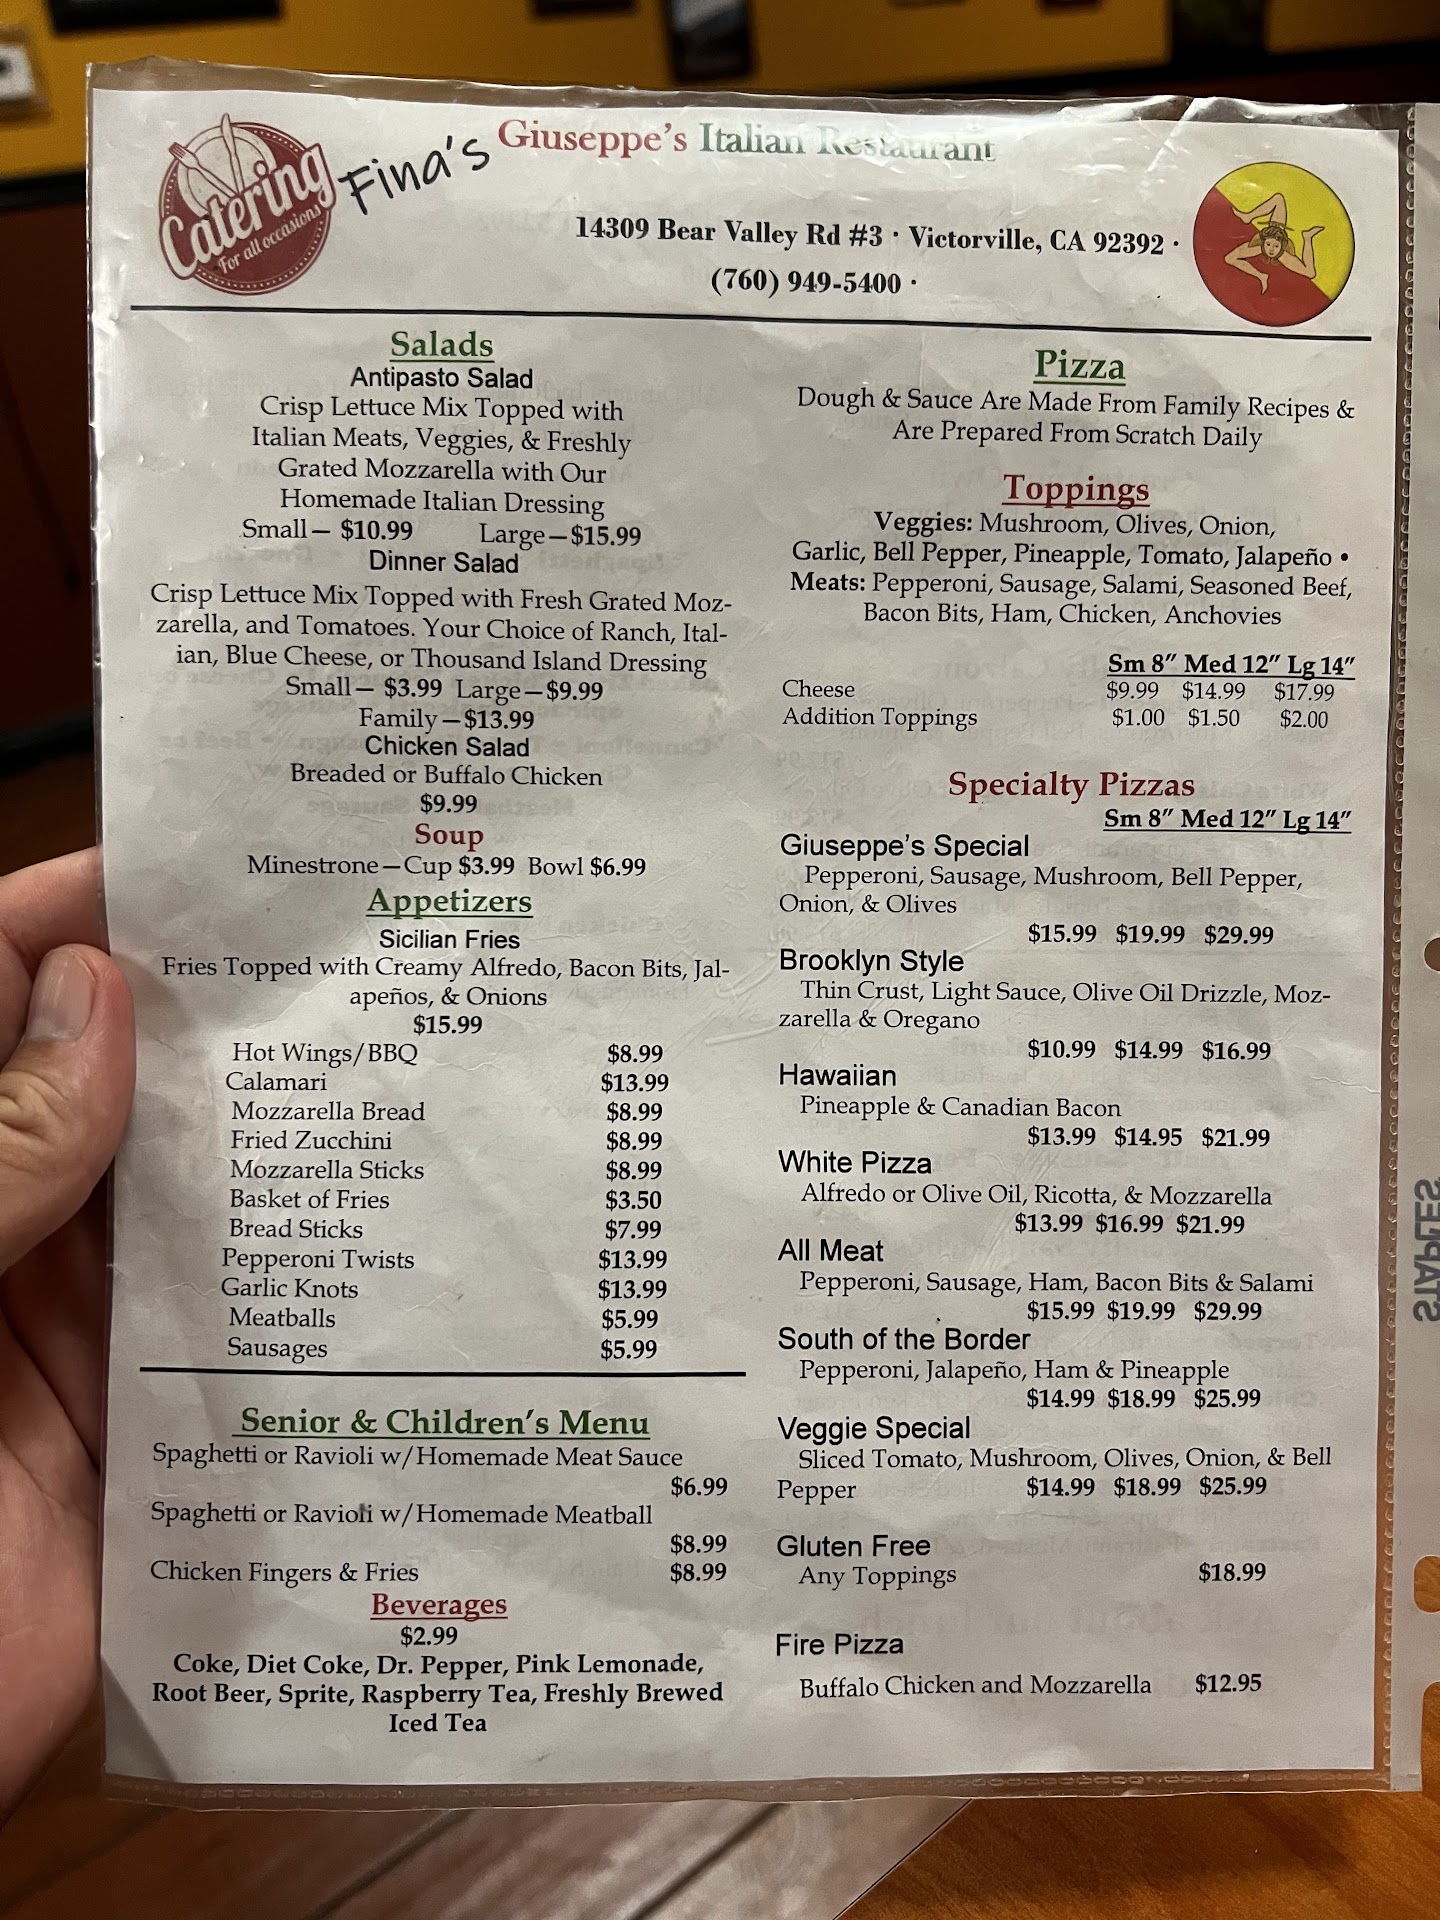 Catering
For all occasions
Fina's
Giuseppe's Italian Restaurant
14309 Bear Valley Rd #3 · Victorville, CA 92392 ·
(760) 949-5400 ·
Salads
Antipasto Salad
Crisp Lettuce Mix Topped with
Italian Meats, Veggies, & Freshly
Grated Mozzarella with Our
Homemade Italian Dressing
Small— $10.99 Large—$15.99
Dinner Salad
Crisp Lettuce Mix Topped with Fresh Grated Moz-
zarella, and Tomatoes. Your Choice of Ranch, Ital-
ian, Blue Cheese, or Thousand Island Dressing
Small— $3.99 Large—$9.99
Family—$13.99
Chicken Salad
Breaded or Buffalo Chicken
$9.99
Soup
Minestrone—Cup $3.99 Bowl $6.99
Appetizers
Sicilian Fries
Fries Topped with Creamy Alfredo, Bacon Bits, Jal-
apeños, & Onions
$15.99
Hot Wings/BBQ $8.99
Calamari $13.99
Mozzarella Bread $8.99
Fried Zucchini $8.99
Mozzarella Sticks $8.99
Basket of Fries $3.50
Bread Sticks $7.99
Pepperoni Twists $13.99
Garlic Knots $13.99
Meatballs $5.99
Sausages $5.99
Senior & Children's Menu
Spaghetti or Ravioli w/Homemade Meat Sauce
$6.99
Spaghetti or Ravioli w/Homemade Meatball
$8.99
Chicken Fingers & Fries $8.99
Beverages
$2.99
Coke, Diet Coke, Dr. Pepper, Pink Lemonade,
Root Beer, Sprite, Raspberry Tea, Freshly Brewed
Iced Tea
Pizza
Dough & Sauce Are Made From Family Recipes &
Are Prepared From Scratch Daily
Toppings
Veggies: Mushroom, Olives, Onion,
Garlic, Bell Pepper, Pineapple, Tomato, Jalapeño •
Meats: Pepperoni, Sausage, Salami, Seasoned Beef,
Bacon Bits, Ham, Chicken, Anchovies
Sm 8" Med 12" Lg 14"
Cheese $9.99 $14.99 $17.99
Addition Toppings $1.00 $1.50 $2.00
Specialty Pizzas
Sm 8" Med 12" Lg 14"
Giuseppe's Special
Pepperoni, Sausage, Mushroom, Bell Pepper,
Onion, & Olives
$15.99 $19.99 $29.99
Brooklyn Style
Thin Crust, Light Sauce, Olive Oil Drizzle, Moz-
zarella & Oregano
$10.99 $14.99 $16.99
Hawaiian
Pineapple & Canadian Bacon
$13.99 $14.95 $21.99
White Pizza
Alfredo or Olive Oil, Ricotta, & Mozzarella
$13.99 $16.99 $21.99
All Meat
Pepperoni, Sausage, Ham, Bacon Bits & Salami
$15.99 $19.99 $29.99
South of the Border
Pepperoni, Jalapeño, Ham & Pineapple
$14.99 $18.99 $25.99
Veggie Special
Sliced Tomato, Mushroom, Olives, Onion, & Bell
Pepper $14.99 $18.99 $25.99
Gluten Free
Any Toppings $18.99
Fire Pizza
Buffalo Chicken and Mozzarella $12.95
STAPLES